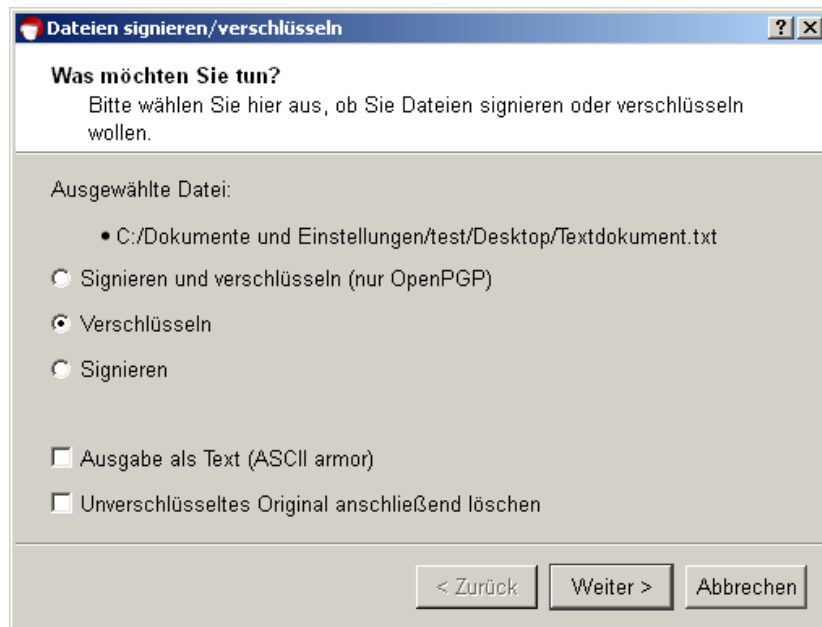 Dateien signieren/verschlüsseln
Was möchten Sie tun?
Bitte wählen Sie hier aus, ob Sie Dateien signieren oder verschlüsseln
wollen.
Ausgewählte Datei:
• C:/Dokumente und Einstellungen/test/Desktop/Textdokument.txt
Signieren und verschlüsseln (nur OpenPGP)
Verschlüsseln
Signieren
Ausgabe als Text (ASCII armor)
Unverschlüsseltes Original anschließend löschen
< Zurück Weiter > Abbrechen